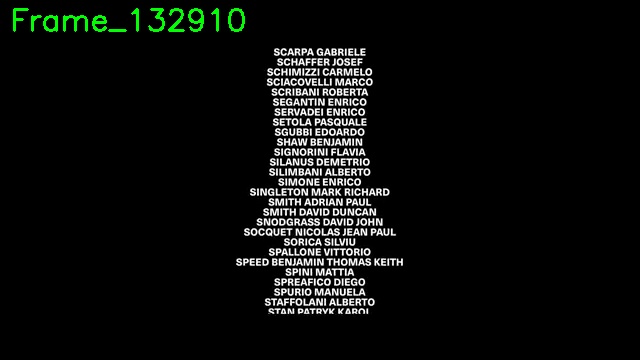 Frame_132910
SCARPA GABRIELE
SCHAFFER JOSEF
SCHIMIZZI CARMELO
SCIACOVELLI MARCO
SCRIBANI ROBERTA
SEGANTIN ENRICO
SERVADEI ENRICO
SETOLA PASQUALE
SGUBBI EDOARDO
SHAW BENJAMIN
SIGNORINI FLAVIA
SILANUS DEMETRIO
SILIMBANI ALBERTO
SIMONE ENRICO
SINGLETON MARK RICHARD
SMITH ADRIAN PAUL
SMITH DAVID DUNCAN
SNODGRASS DAVID JOHN
SOCQUET NICOLAS JEAN PAUL
SORICA SILVIU
SPALLONE VITTORIO
SPEED BENJAMIN THOMAS KEITH
SPINI MATTIA
SPREAFICO DIEGO
SPURIO MANUELA
STAFFOLANI ALBERTO
STAN PATRYK KAROL